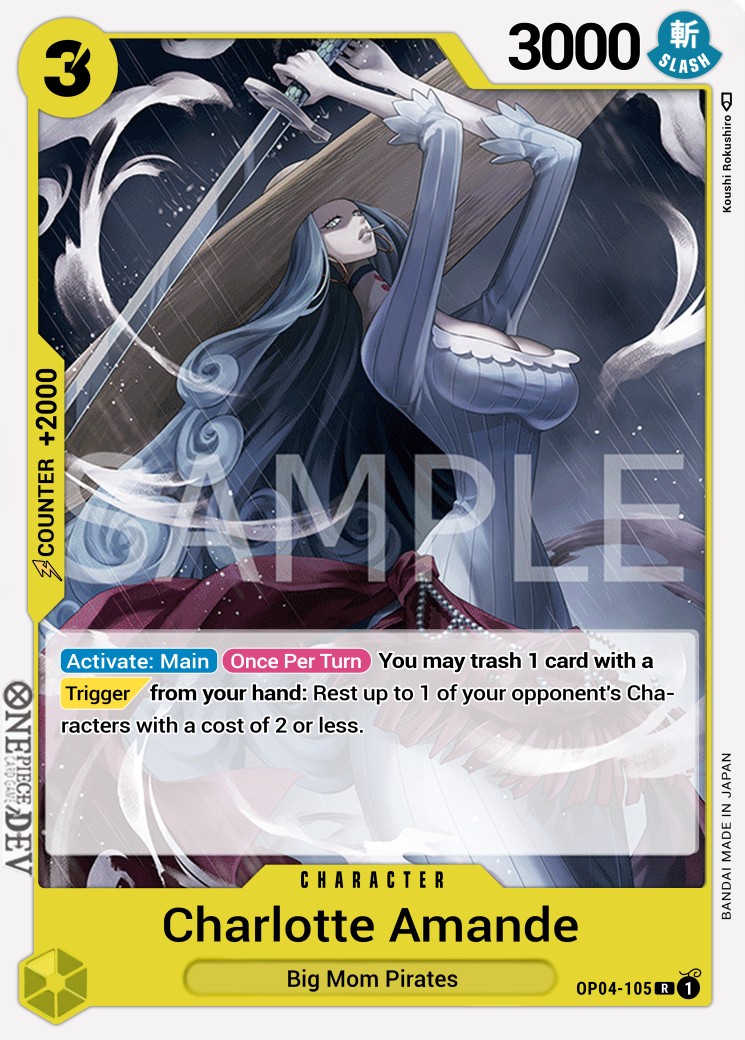 3
3000
斬
SLASH
Koushi Rokushiro
COUNTER +2000
SAMPLE
Activate: Main Once Per Turn You may trash 1 card with a
Trigger from your hand: Rest up to 1 of your opponent's Cha-
racters with a cost of 2 or less.
ONE PIECE
CARD GAME
DEV
BANDAI MADE IN JAPAN
CHARACTER
Charlotte Amande
Big Mom Pirates
OP04-105 R 1